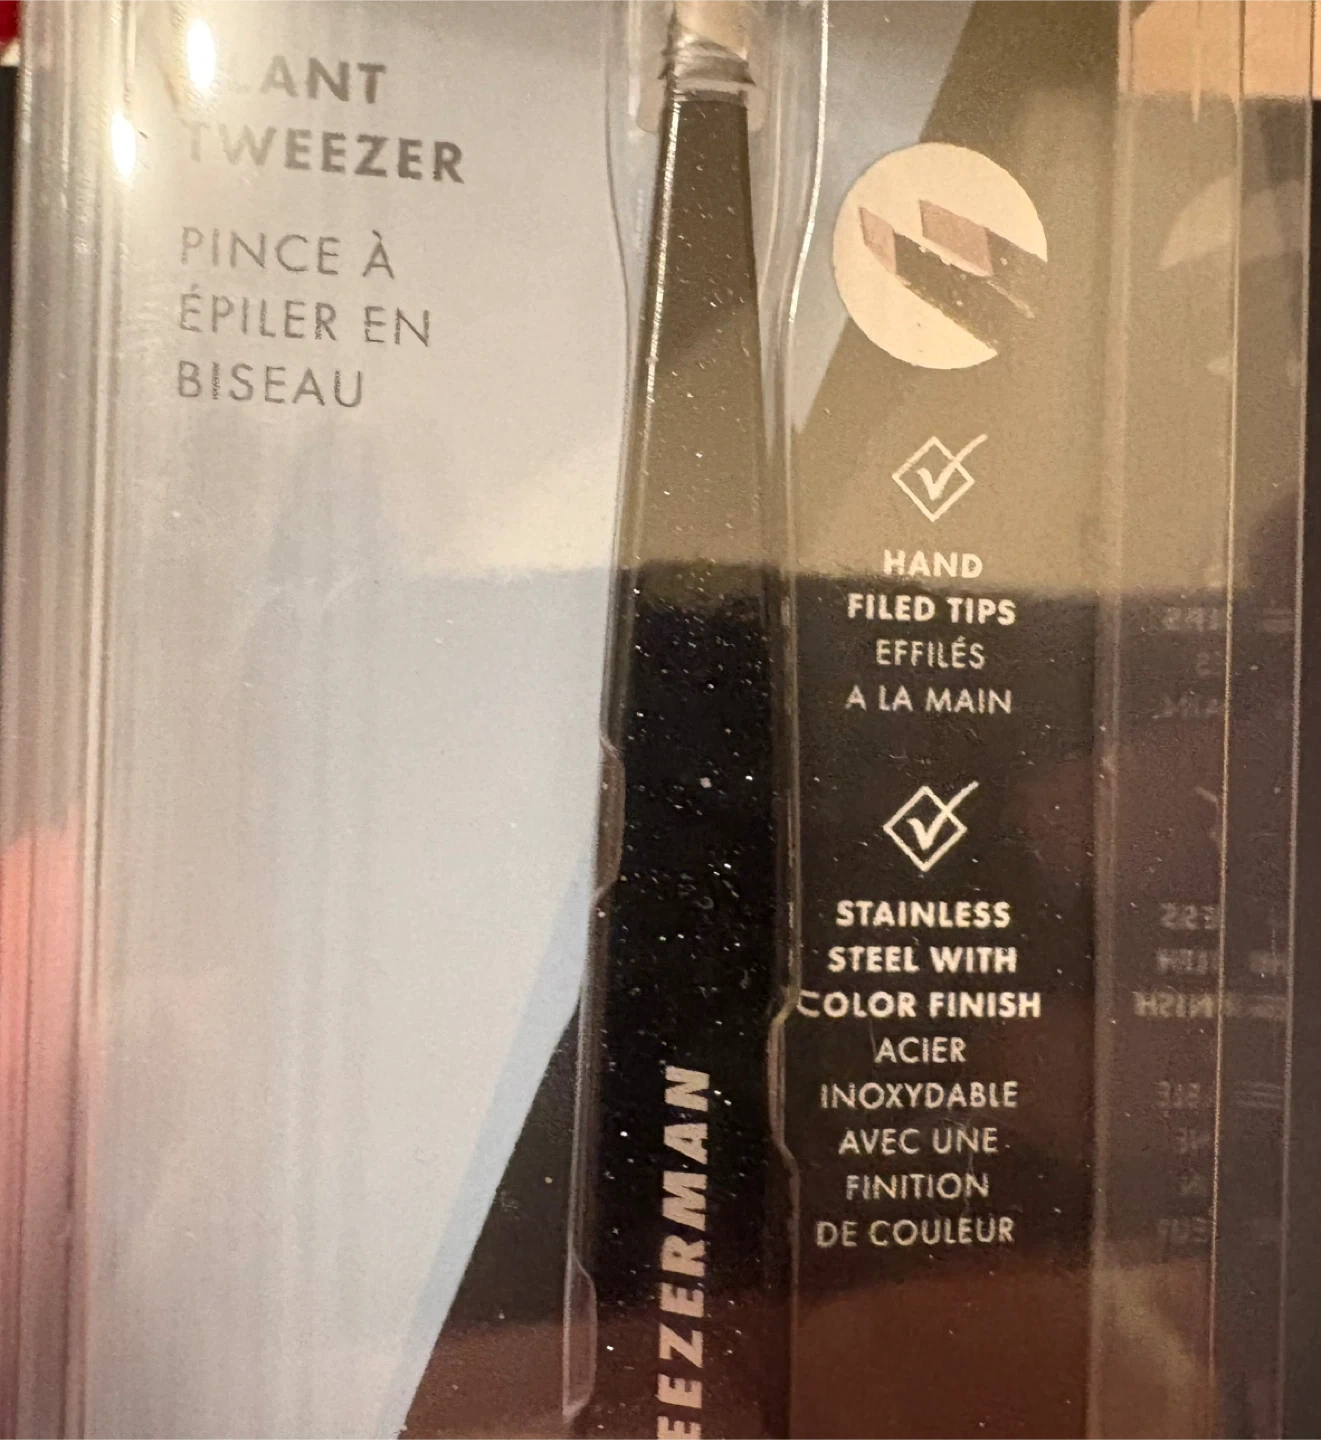 TWEEZER
PINCE À
ÉPILER EN
BISEAU
HAND
FILED TIPS
EFFILÉS
A LA MAIN
STAINLESS
STEEL WITH
COLOR FINISH
ACIER
INOXYDABLE
AVEC UNE
FINITION
DE COULEUR
EEZERMAN